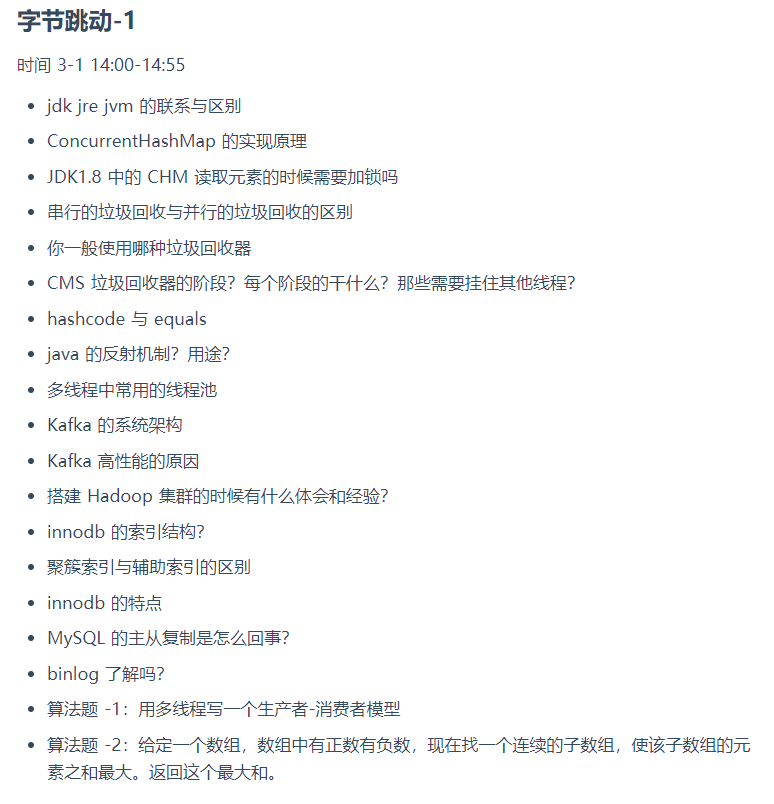 字节跳动-1
时间 3-1 14:00-14:55
jdk jre jvm 的联系与区别
ConcurrentHashMap 的实现原理
JDK1.8 中的 CHM 读取元素的时候需要加锁吗
串行的垃圾回收与并行的垃圾回收的区别
你一般使用哪种垃圾回收器
CMS 垃圾回收器的阶段？每个阶段的干什么？那些需要挂住其他线程？
hashcode 与 equals
java 的反射机制？用途？
多线程中常用的线程池
Kafka 的系统架构
Kafka 高性能的原因
搭建 Hadoop 集群的时候有什么体会和经验？
innodb 的索引结构？
聚簇索引与辅助索引的区别
innodb 的特点
MySQL 的主从复制是怎么回事？
binlog 了解吗？
算法题 -1：用多线程写一个生产者-消费者模型
算法题 -2：给定一个数组，数组中有正数有负数，现在找一个连续的子数组，使该子数组的元
素之和最大。返回这个最大和。